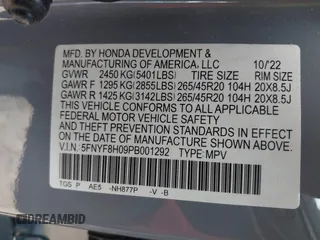 MFD. BY HONDA DEVELOPMENT &
MANUFACTURING OF AMERICA, LLC 10/'22
GVWR 2450 KG(5401LBS) TIRE SIZE RIM SIZE
GAWR F 1295 KG(2855LBS) 265/45R20 104H 20X8.5J
GAWR R 1425 KG(3142LBS) 265/45R20 104H 20X8.5J
THIS VEHICLE CONFORMS TO ALL APPLICABLE
FEDERAL MOTOR VEHICLE SAFETY STANDARDS IN
EFFECT ON THE DATE OF MANUFACTURE SHOWN ABOVE.
V.I.N:5FNYF8H09PB001292 TYPE:MPV
TGS P AE5 -NH877P -V -B
DREAMBID